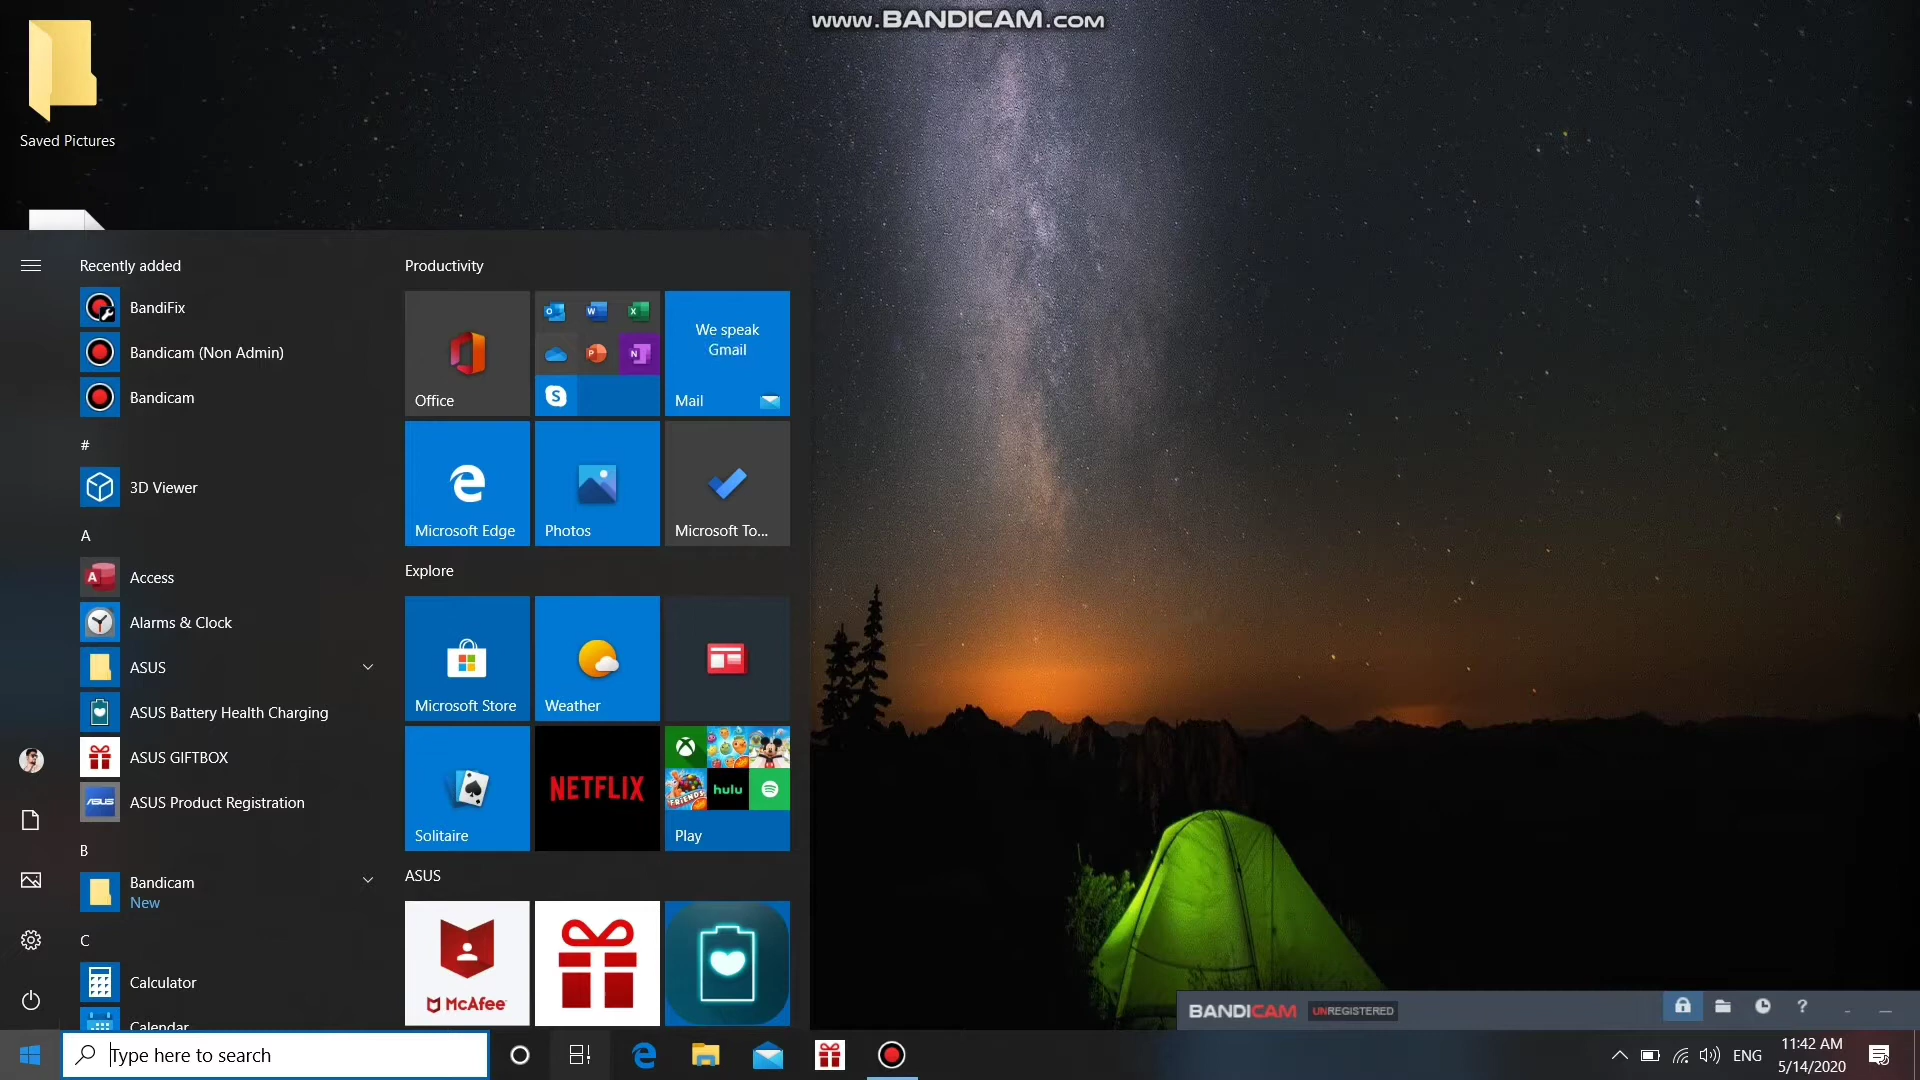 www.BANDICAM.com
Saved Pictures
Recently added
BandiFix
Bandicam (Non Admin)
Bandicam
#
3D Viewer
A
Access
Alarms & Clock
ASUS
ASUS Battery Health Charging
ASUS GIFTBOX
ASUS Product Registration
B
Bandicam
New
C
Calculator
Calendar
Productivity
Office
We speak
Gmail
Mail
Microsoft Edge
Photos
Microsoft To...
Explore
Microsoft Store
Weather
Solitaire
NETFLIX
FRIENDS
hulu
Play
ASUS
McAfee
BANDICAM UNREGISTERED
Type here to search
ENG
11:42 AM
5/14/2020